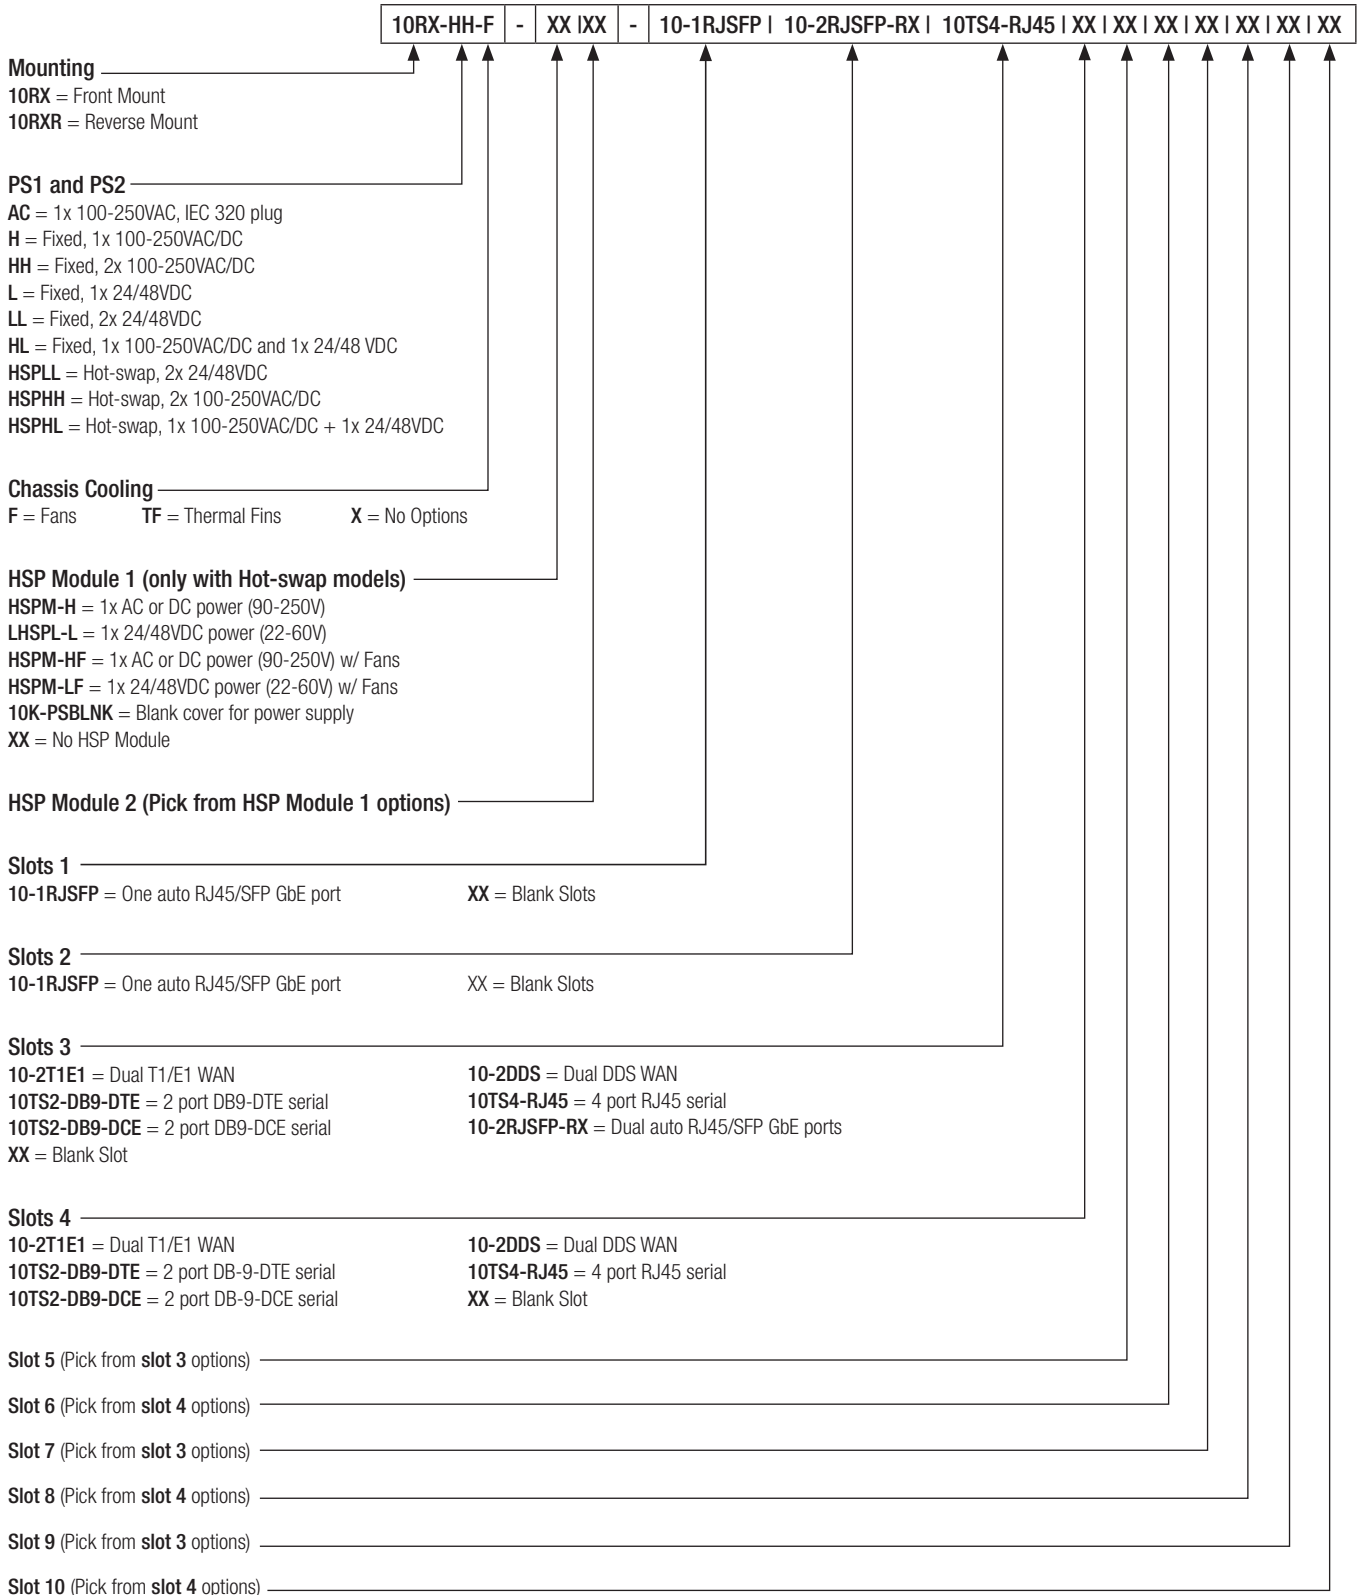 10RX-HH-F | - | XX |XX | - | 10-1RJSFP | 10-2RJSFP-RX | 10TS4-RJ45 | XX | XX | XX | XX | XX | XX | XX
Mounting
10RX = Front Mount
10RXR = Reverse Mount
PS1 and PS2
AC = 1x 100-250VAC, IEC 320 plug
H = Fixed, 1x 100-250VAC/DC
HH = Fixed, 2x 100-250VAC/DC
L = Fixed, 1x 24/48VDC
LL = Fixed, 2x 24/48VDC
HL = Fixed, 1x 100-250VAC/DC and 1x 24/48 VDC
HSPLL = Hot-swap, 2x 24/48VDC
HSPHH = Hot-swap, 2x 100-250VAC/DC
HSPHL = Hot-swap, 1x 100-250VAC/DC + 1x 24/48VDC
Chassis Cooling
F = Fans TF = Thermal Fins X = No Options
HSP Module 1 (only with Hot-swap models)
HSPM-H = 1x AC or DC power (90-250V)
LHSPL-L = 1x 24/48VDC power (22-60V)
HSPM-HF = 1x AC or DC power (90-250V) w/ Fans
HSPM-LF = 1x 24/48VDC power (22-60V) w/ Fans
10K-PSBLNK = Blank cover for power supply
XX = No HSP Module
HSP Module 2 (Pick from HSP Module 1 options)
Slots 1
10-1RJSFP = One auto RJ45/SFP GbE port XX = Blank Slots
Slots 2
10-1RJSFP = One auto RJ45/SFP GbE port XX = Blank Slots
Slots 3
10-2T1E1 = Dual T1/E1 WAN 10-2DDS = Dual DDS WAN
10TS2-DB9-DTE = 2 port DB9-DTE serial 10TS4-RJ45 = 4 port RJ45 serial
10TS2-DB9-DCE = 2 port DB9-DCE serial 10-2RJSFP-RX = Dual auto RJ45/SFP GbE ports
XX = Blank Slot
Slots 4
10-2T1E1 = Dual T1/E1 WAN 10-2DDS = Dual DDS WAN
10TS2-DB9-DTE = 2 port DB-9-DTE serial 10TS4-RJ45 = 4 port RJ45 serial
10TS2-DB9-DCE = 2 port DB-9-DCE serial XX = Blank Slot
Slot 5 (Pick from slot 3 options)
Slot 6 (Pick from slot 4 options)
Slot 7 (Pick from slot 3 options)
Slot 8 (Pick from slot 4 options)
Slot 9 (Pick from slot 3 options)
Slot 10 (Pick from slot 4 options)